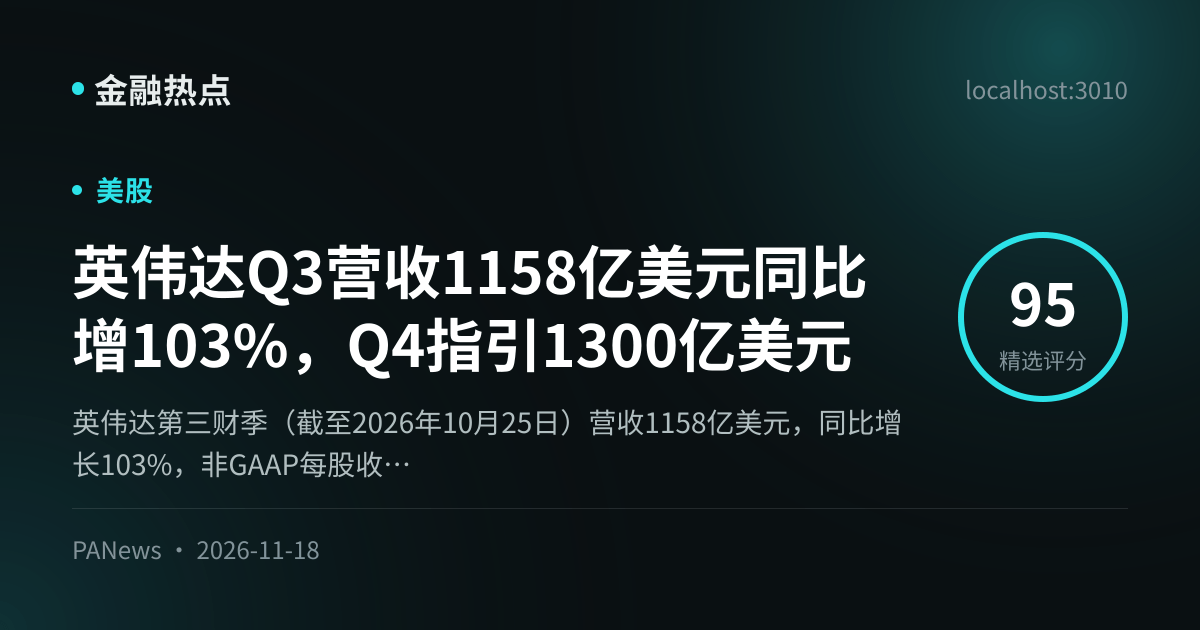 金融热点
localhost:3010
美股
英伟达Q3营收1158亿美元同比
增103%，Q4指引1300亿美元
95
精选评分
英伟达第三财季（截至2026年10月25日）营收1158亿美元，同比增
长103%，非GAAP每股收…
PANews • 2026-11-18